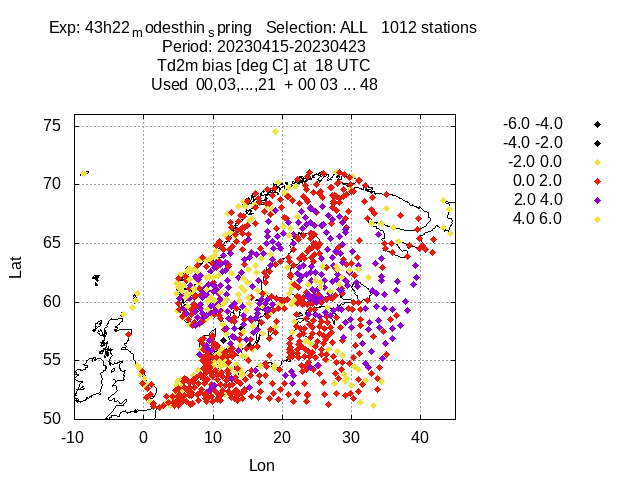 Exp: 43h22modesthinspring   Selection: ALL   1012 stations
Period: 20230415-20230423
Td2m bias [deg C] at  18 UTC
Used  00,03,...,21  + 00 03 ... 48
-6.0 -4.0
-4.0 -2.0
-2.0 0.0
0.0 2.0
2.0 4.0
4.0 6.0
75
70
65
60
55
50
Lat
-10 0 10 20 30 40
Lon